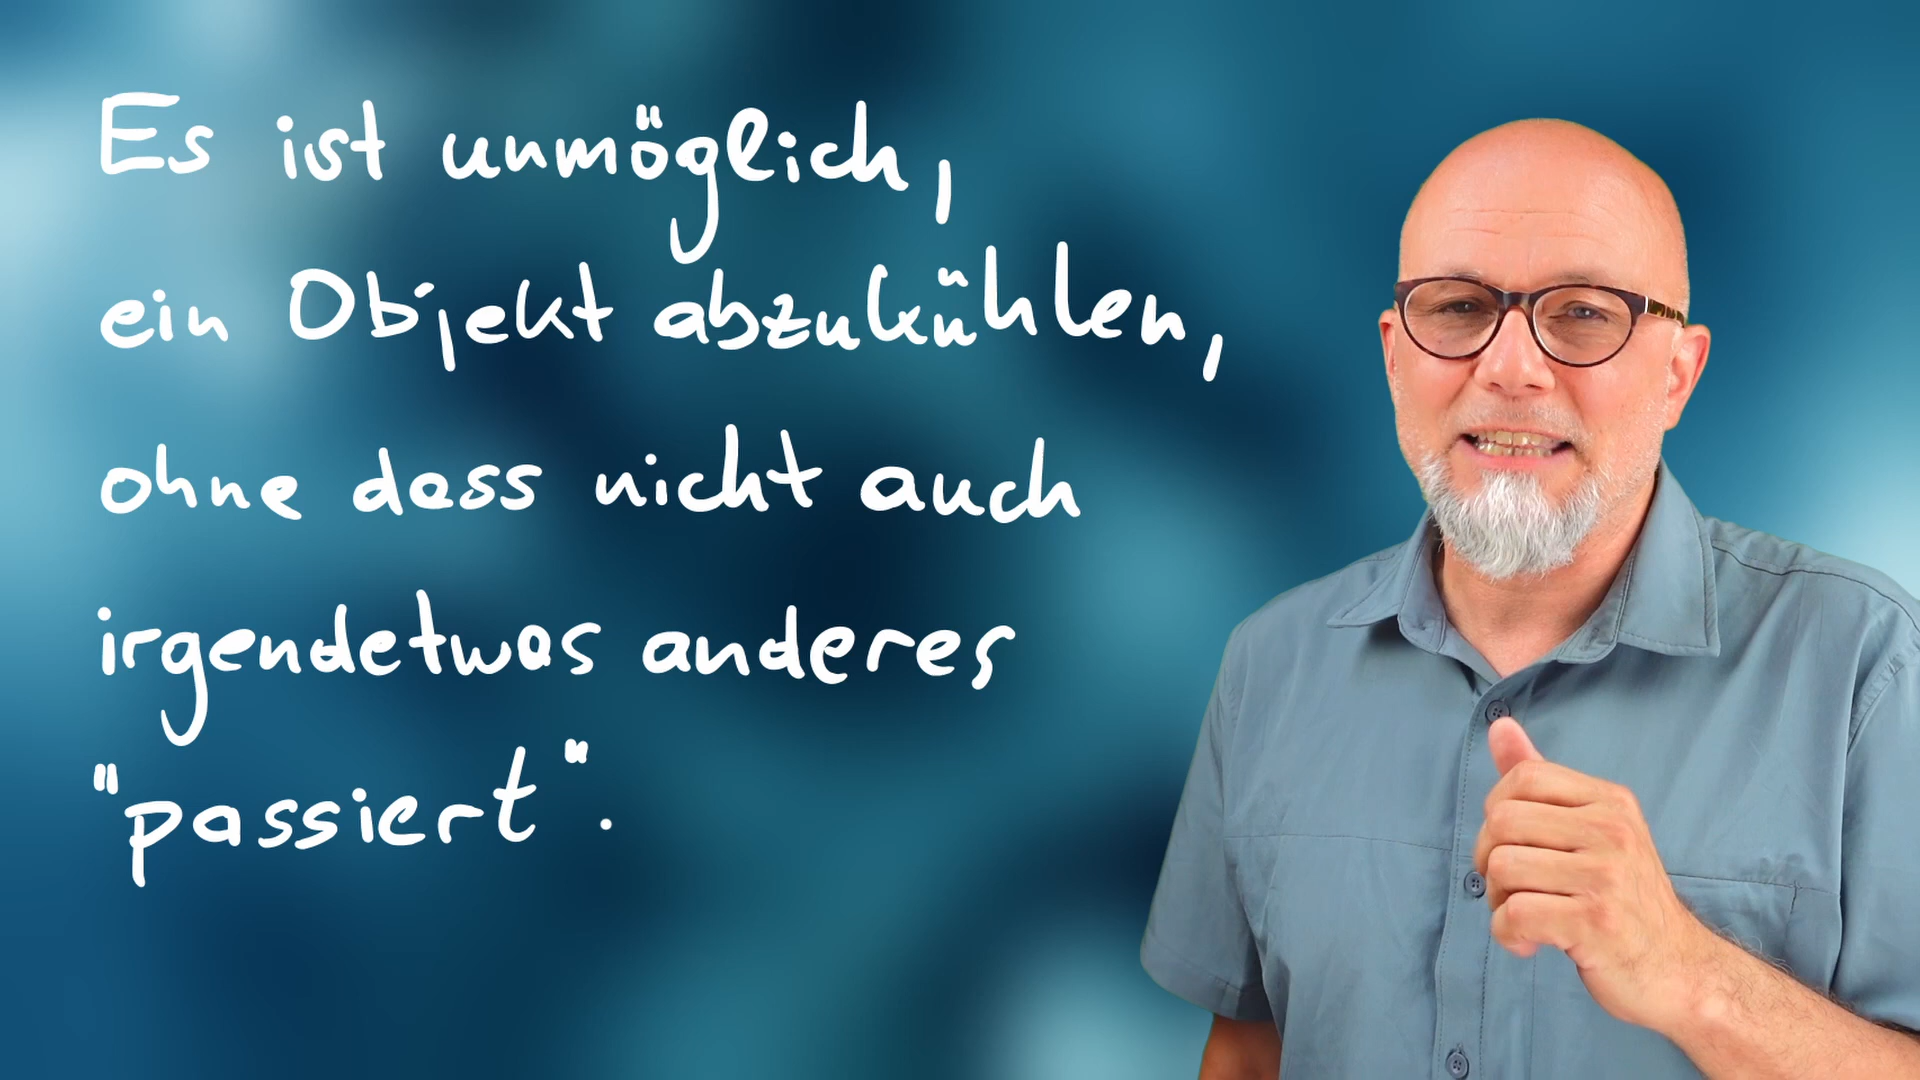 Es ist unmöglich,
ein Objekt abzukühlen,
ohne dass nicht auch
irgendetwas anderes
"passiert".